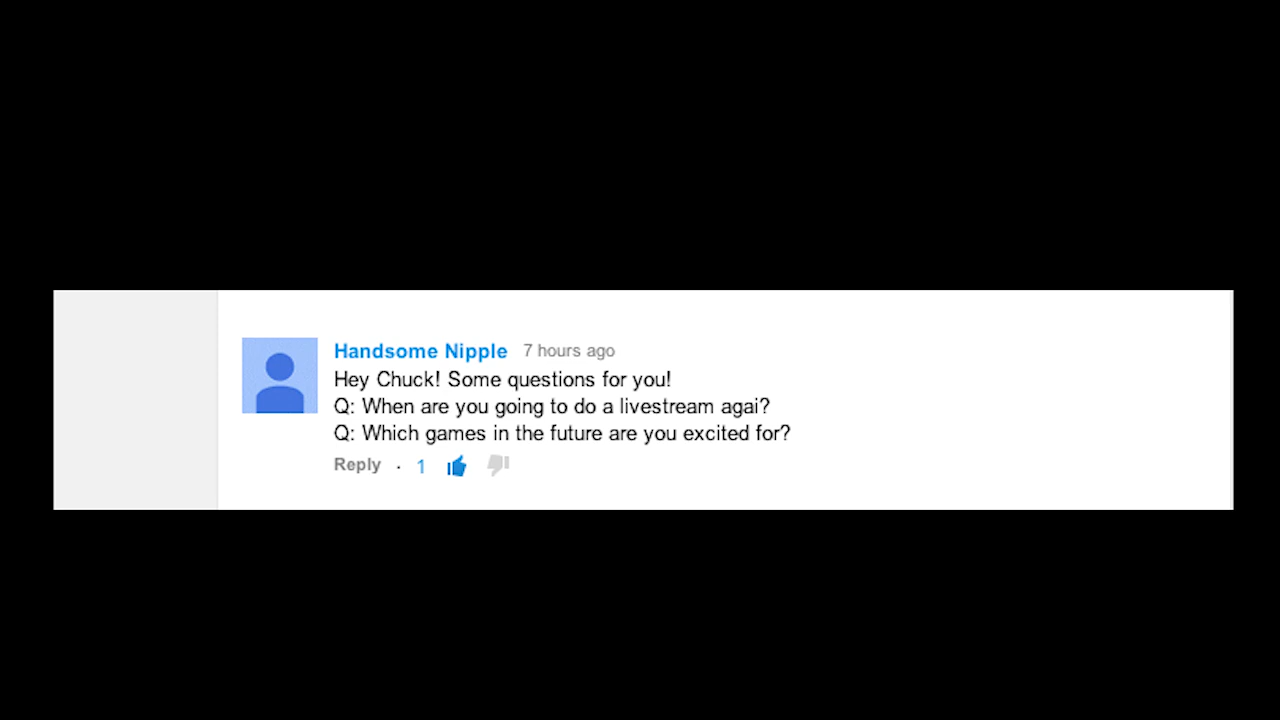 Handsome Nipple 7 hours ago
Hey Chuck! Some questions for you!
Q: When are you going to do a livestream agai?
Q: Which games in the future are you excited for?
Reply · 1